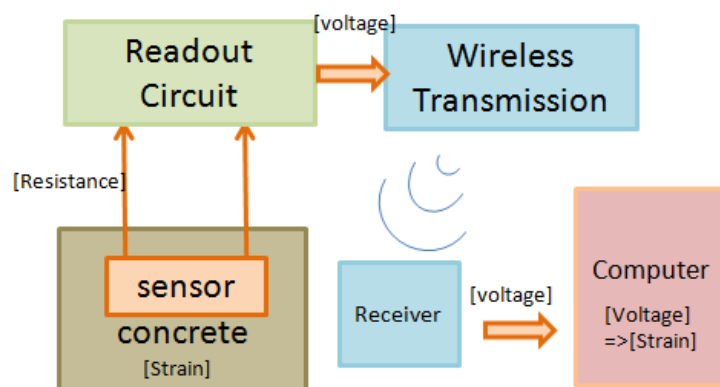 [voltage]
Readout
Circuit
Wireless
Transmission
[Resistance]
sensor
concrete
[Strain]
Receiver
[voltage]
Computer
[Voltage]
=>[Strain]